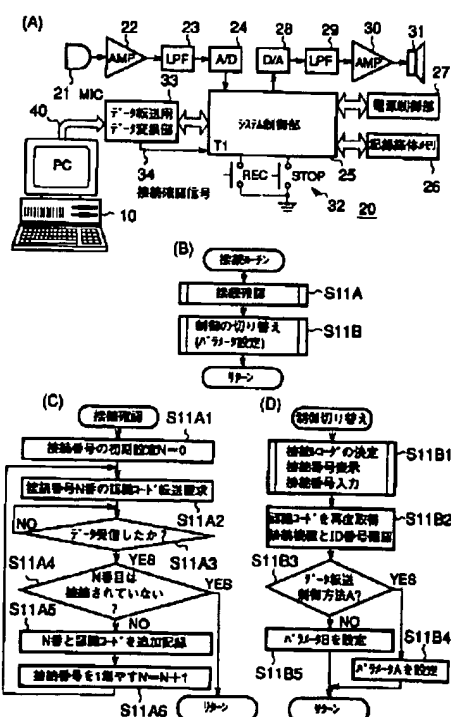 (A)
22
23
24
28
29
30
31
AMP
LPF
A/D
D/A
LPF
AMP
21 MIC
33
27
40
データ転送用
データ変換部
システム制御部
電源制御部
T1
記録媒体メモリ
PC
34
接続確認信号
REC
STOP
25
26
10
32
20
(B)
接続ルーチン
接続確認
S11A
制御の切り替え
(パラメータ設定)
S11B
リターン
(C)
接続確認
S11A1
接続番号の初期設定N=0
接続番号N番の認識コード転送要求
S11A2
NO
データ受信したか?
S11A3
YES
S11A4
N番目は
接続されていない
?
YES
NO
S11A5
N番と認識コードを追加記録
接続番号を1増やすN=N+1
S11A6
リターン
(D)
制御切り替え
接続レコーダの決定
接続番号表示
接続番号入力
S11B1
認識コードを再度取得
接続機種とID番号確認
S11B2
S11B3
データ転送
制御方法A?
YES
NO
パラメータBを設定
S11B4
パラメータAを設定
S11B5
リターン